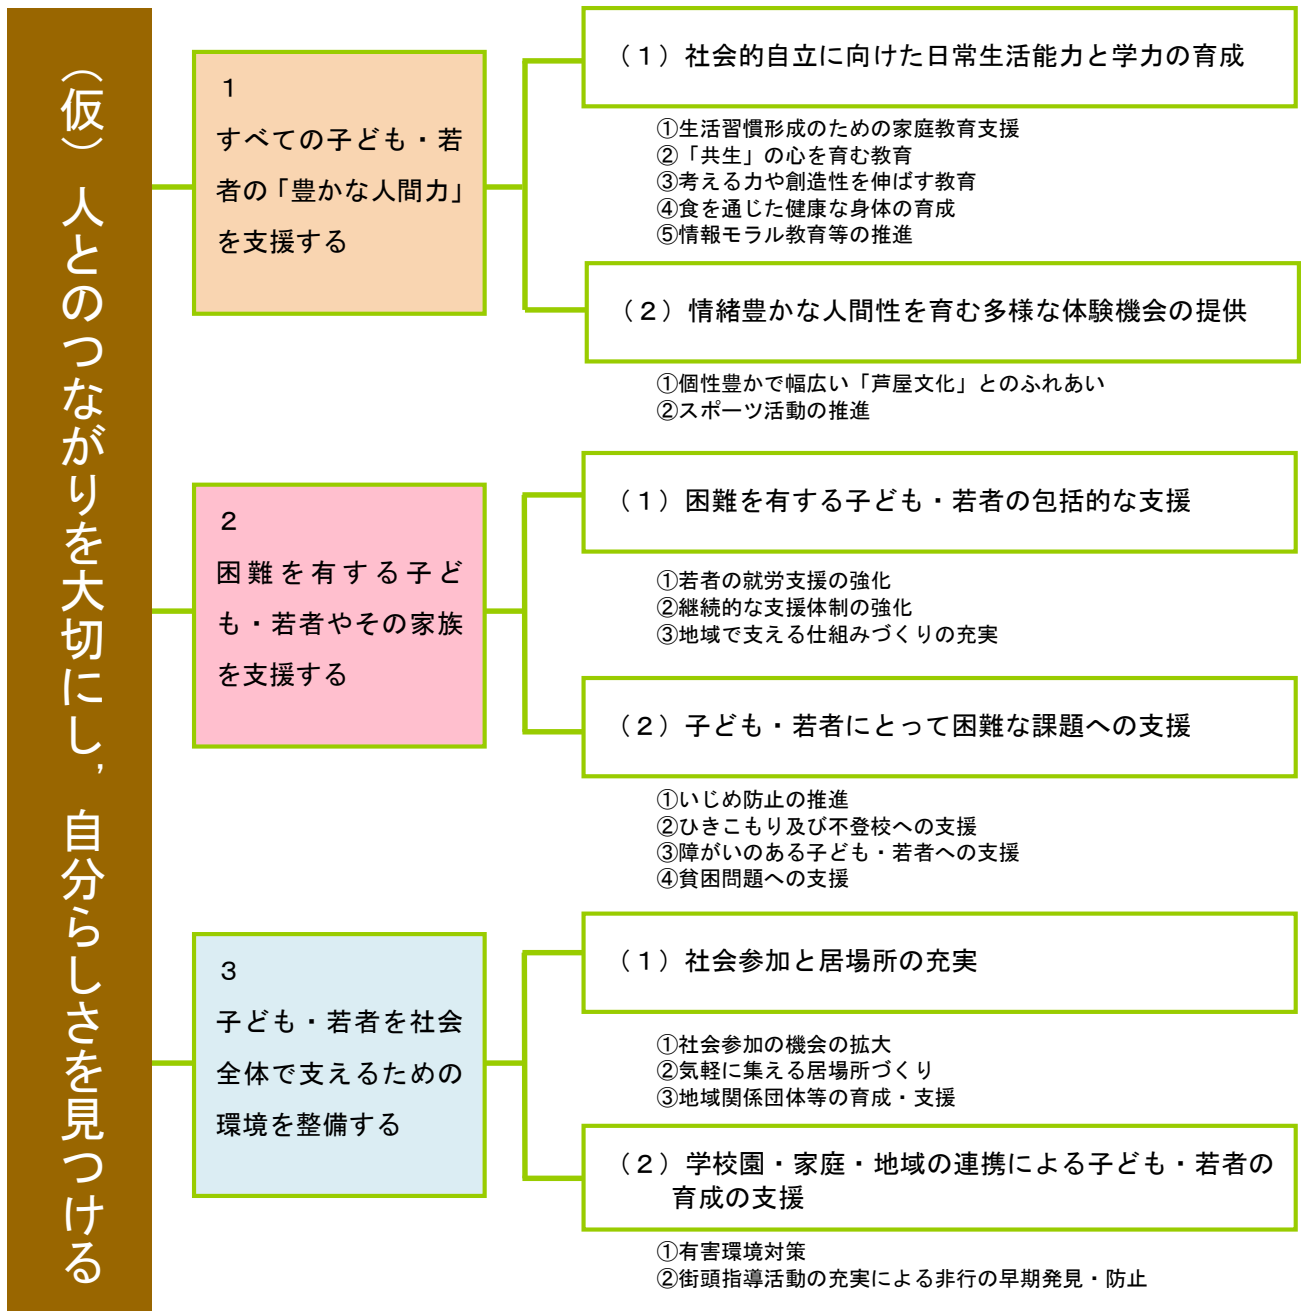 （仮）人とのつながりを大切にし，自分らしさを見つける
１
すべての子ども・若
者の「豊かな人間力」
を支援する
（１）社会的自立に向けた日常生活能力と学力の育成
①生活習慣形成のための家庭教育支援
②「共生」の心を育む教育
③考える力や創造性を伸ばす教育
④食を通じた健康な身体の育成
⑤情報モラル教育等の推進
（２）情緒豊かな人間性を育む多様な体験機会の提供
①個性豊かで幅広い「芦屋文化」とのふれあい
②スポーツ活動の推進
２
困難を有する子ど
も・若者やその家族
を支援する
（１）困難を有する子ども・若者の包括的な支援
①若者の就労支援の強化
②継続的な支援体制の強化
③地域で支える仕組みづくりの充実
（２）子ども・若者にとって困難な課題への支援
①いじめ防止の推進
②ひきこもり及び不登校への支援
③障がいのある子ども・若者への支援
④貧困問題への支援
３
子ども・若者を社会
全体で支えるための
環境を整備する
（１）社会参加と居場所の充実
①社会参加の機会の拡大
②気軽に集える居場所づくり
③地域関係団体等の育成・支援
（２）学校園・家庭・地域の連携による子ども・若者の
育成の支援
①有害環境対策
②街頭指導活動の充実による非行の早期発見・防止